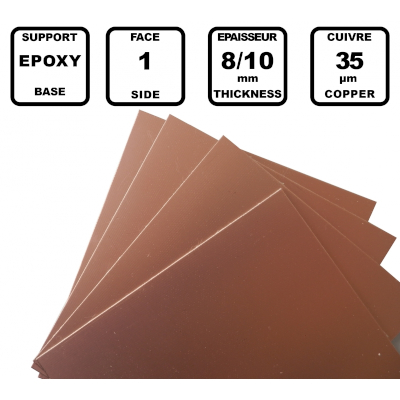 SUPPORT
EPOXY
BASE
FACE
1
SIDE
EPAISSEUR
8/10
mm
THICKNESS
CUIVRE
35
µm
COPPER